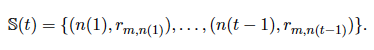 𝕊(t) = {(n(1), r_{m,n(1)}), . . . , (n(t − 1), r_{m,n(t−1)})}.